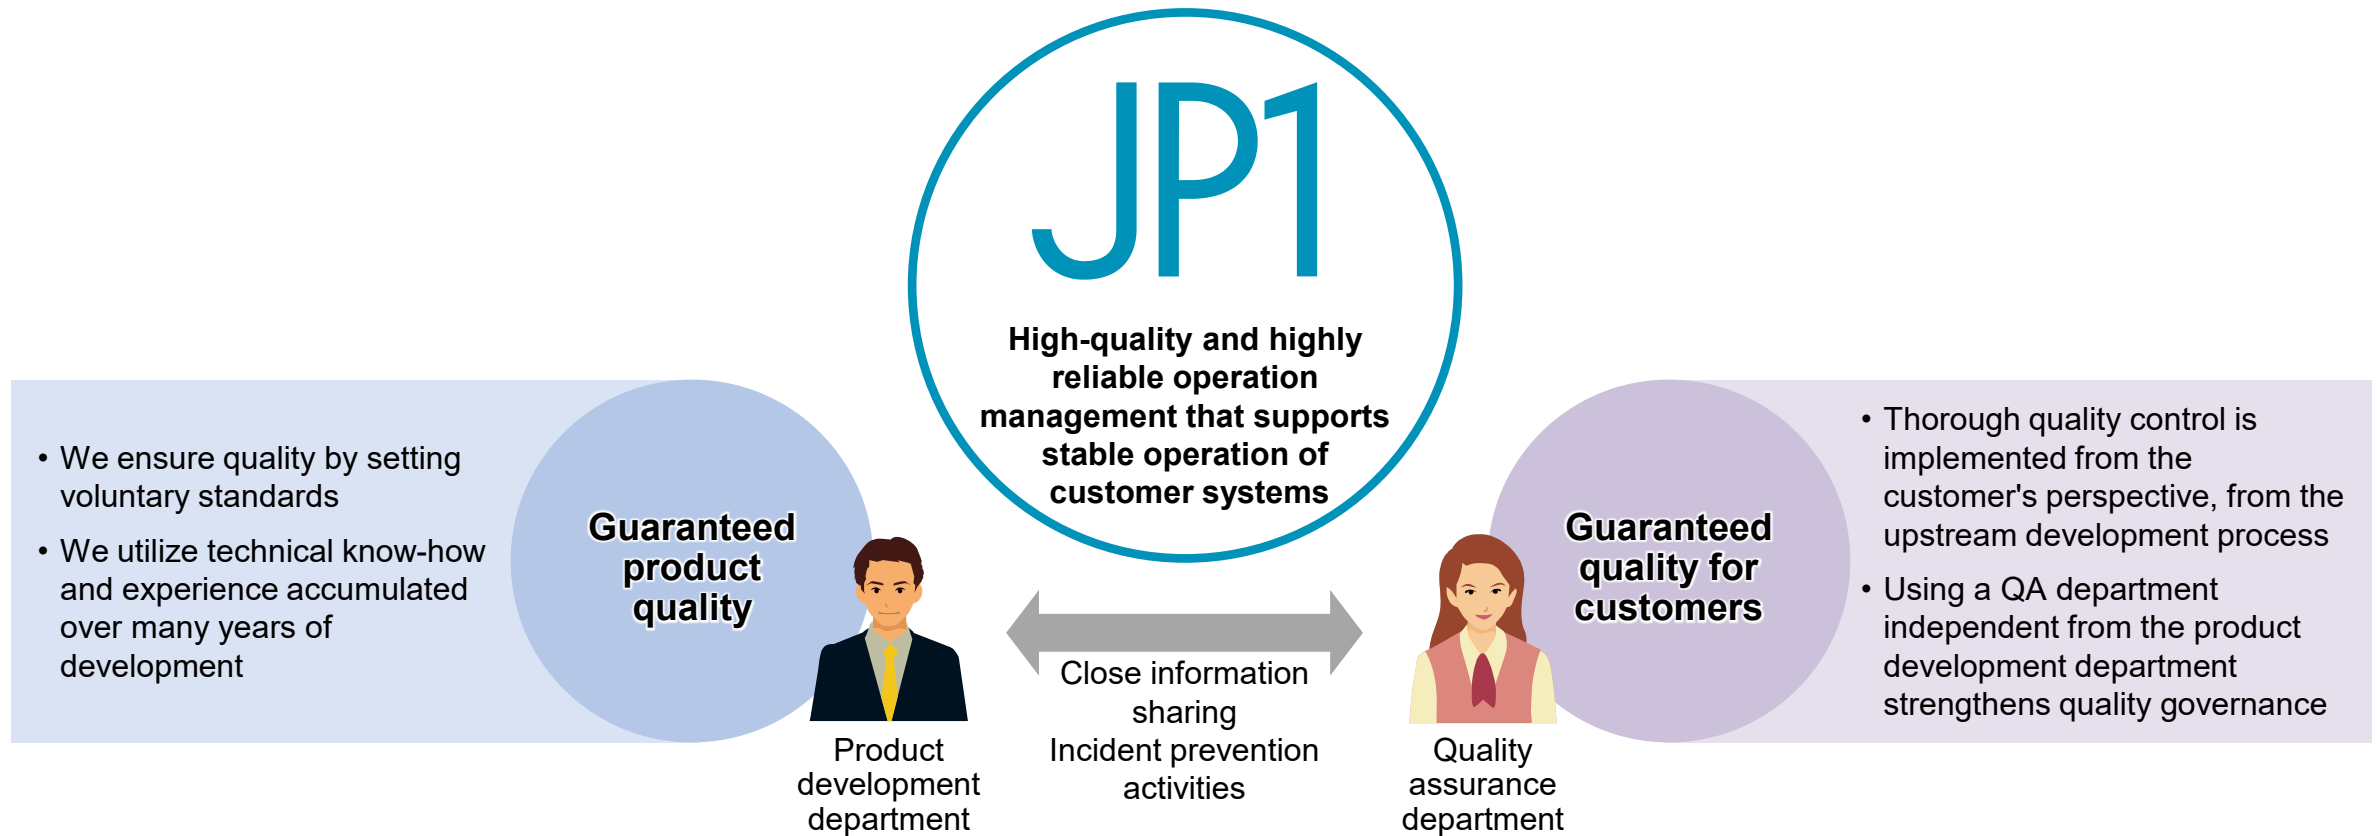 JP1
High-quality and highly
reliable operation
management that supports
stable operation of
customer systems
• We ensure quality by setting
voluntary standards
• We utilize technical know-how
and experience accumulated
over many years of
development
Guaranteed
product
quality
Product
development
department
Close information
sharing
Incident prevention
activities
Quality
assurance
department
Guaranteed
quality for
customers
• Thorough quality control is
implemented from the
customer's perspective, from the
upstream development process
• Using a QA department
independent from the product
development department
strengthens quality governance